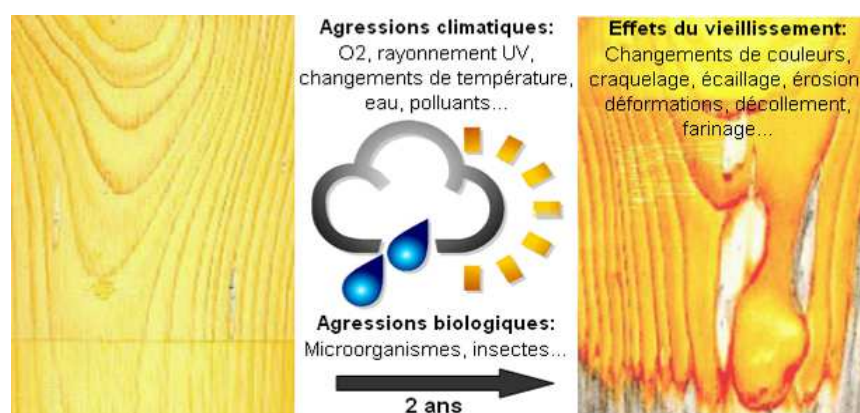 Agressions climatiques:
O2, rayonnement UV,
changements de température,
eau, polluants...
Agressions biologiques:
Microorganismes, insectes...
2 ans
Effets du vieillissement:
Changements de couleurs,
craquelage, écaillage, érosion
déformations, décollement,
farinage...